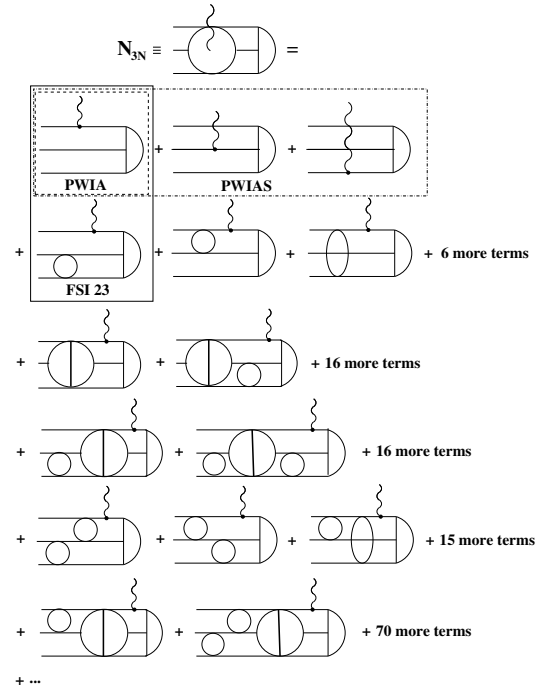 N3N ≡ =
+ +
PWIA PWIAS
+ + + + 6 more terms
FSI 23
+ + + 16 more terms
+ + + 16 more terms
+ + + + 15 more terms
+ + + 70 more terms
+ ...